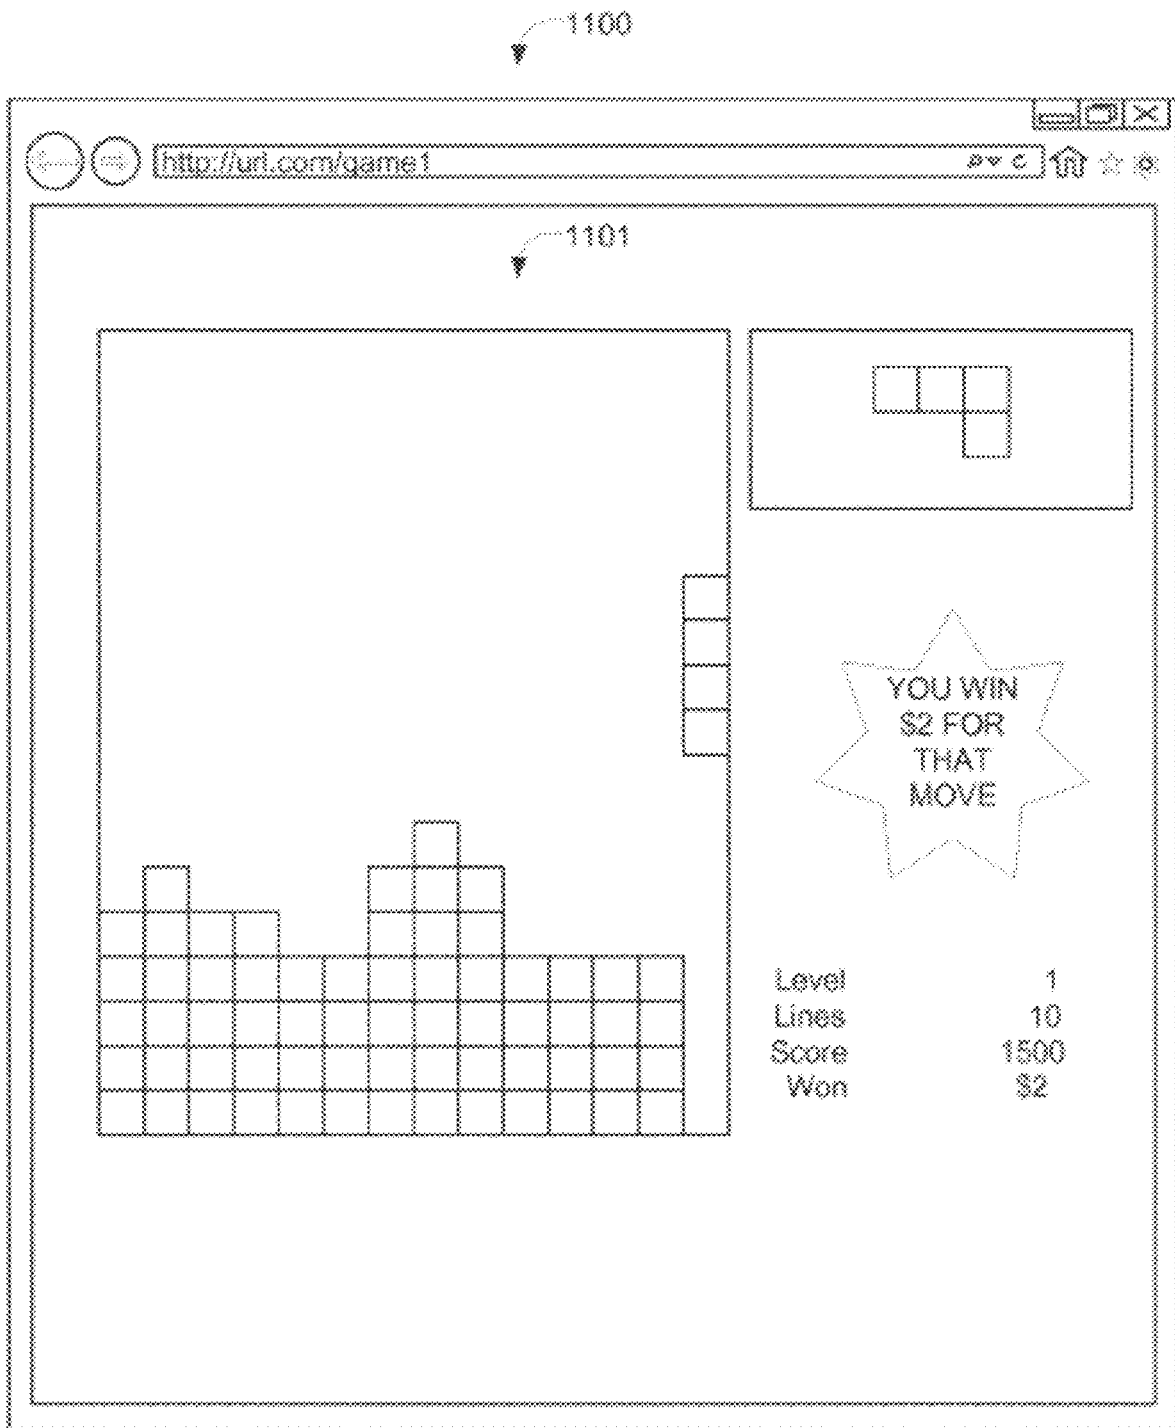 1100
http://url.com/game1
1101
YOU WIN
$2 FOR
THAT
MOVE
Level 1
Lines 10
Score 1500
Won $2